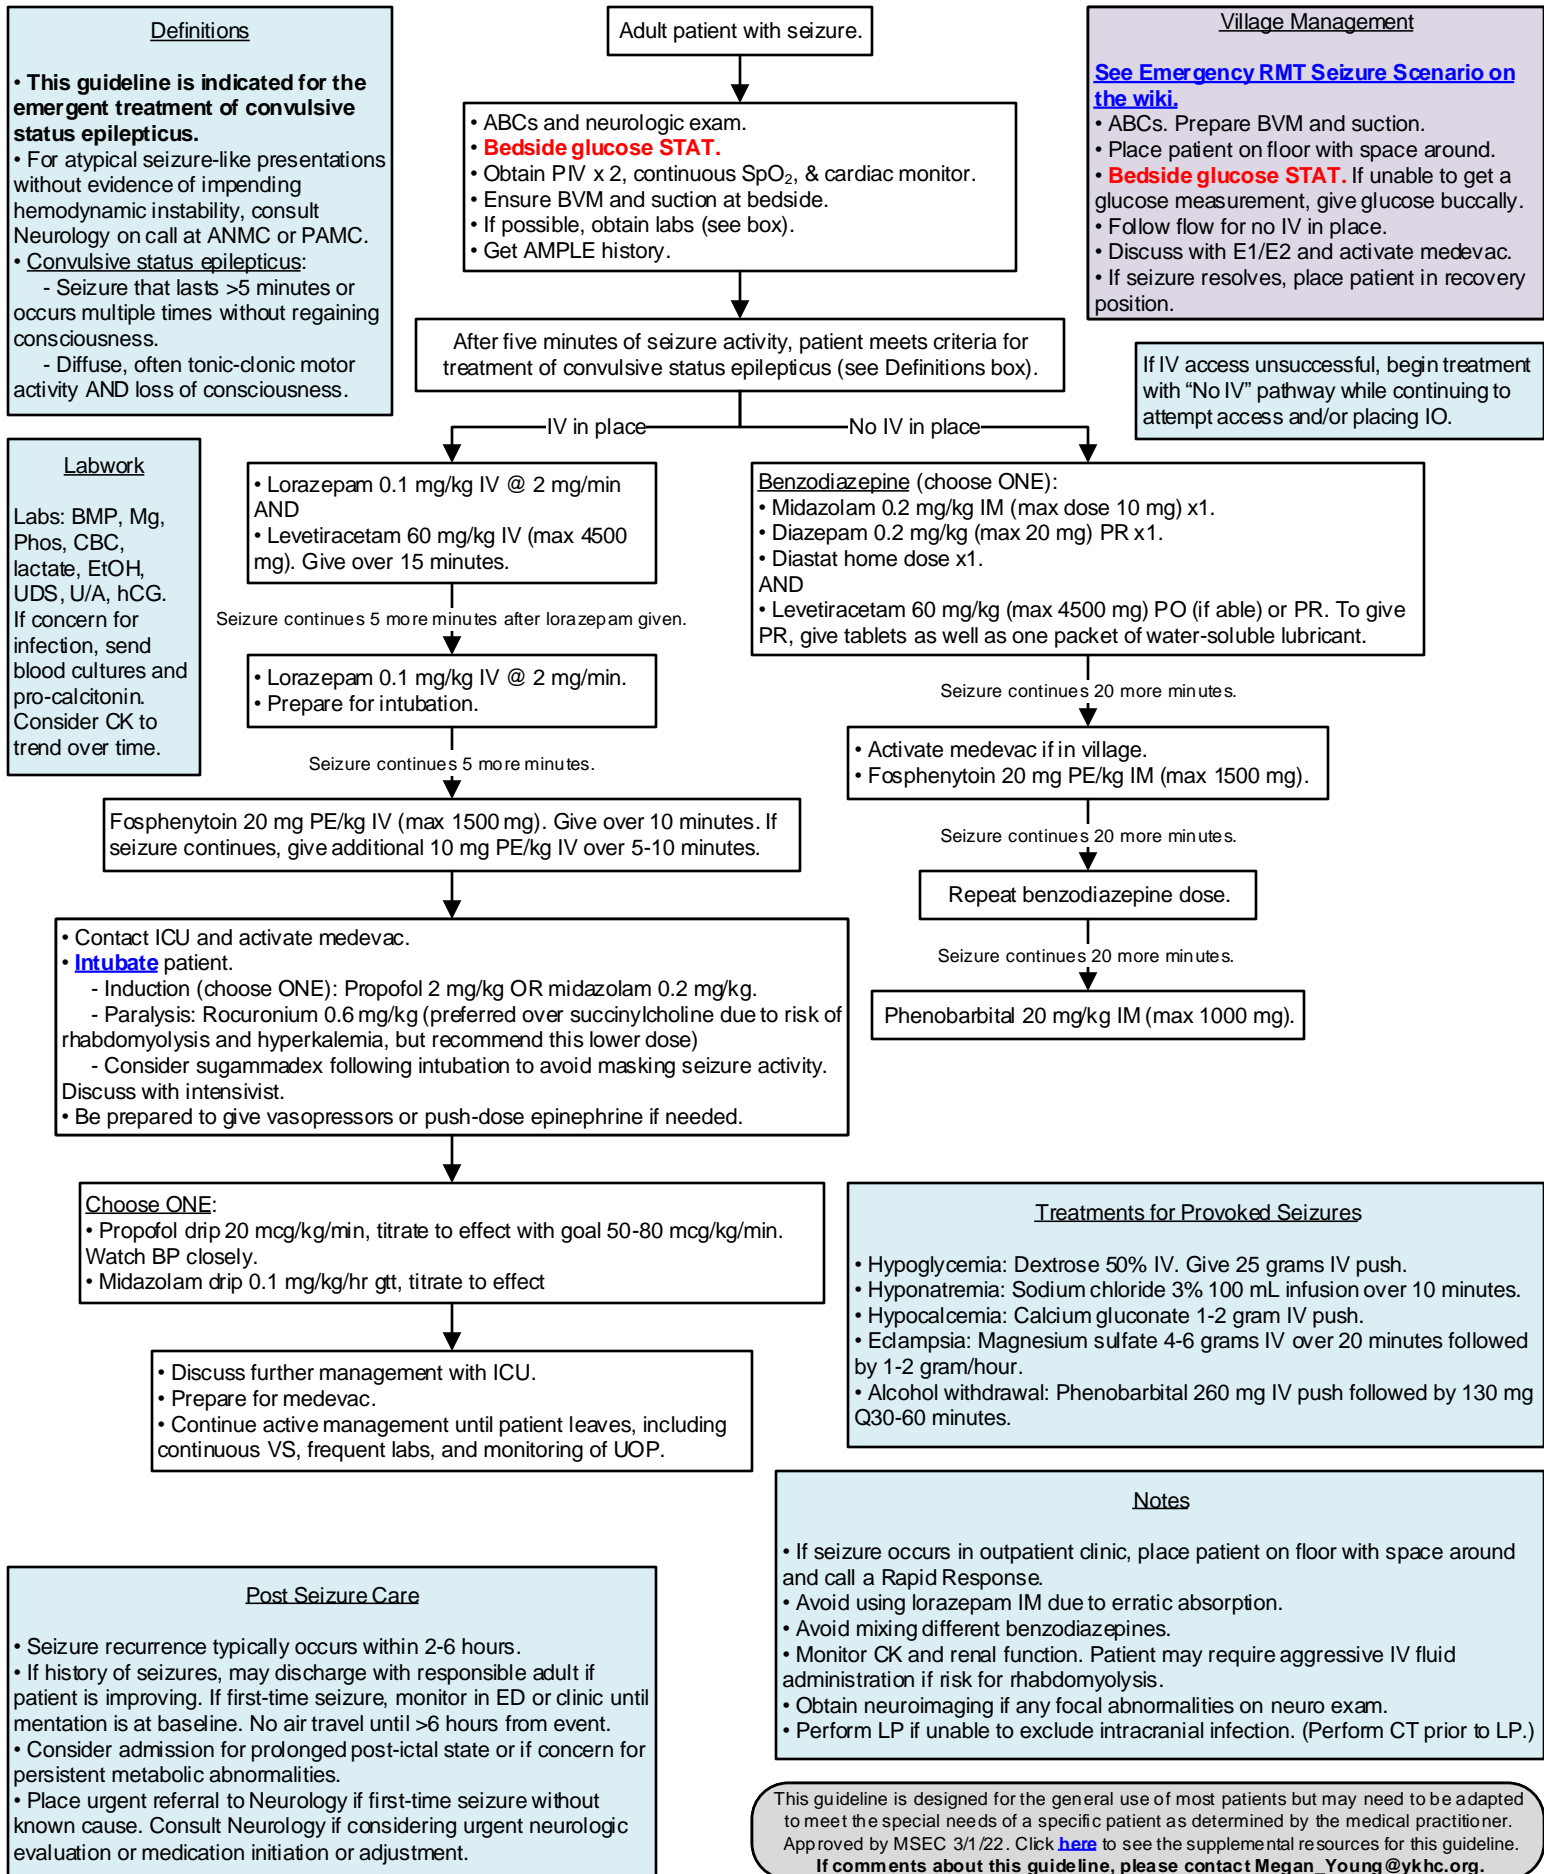 Definitions
• This guideline is indicated for the
emergent treatment of convulsive
status epilepticus.
• For atypical seizure-like presentations
without evidence of impending
hemodynamic instability, consult
Neurology on call at ANMC or PAMC.
• Convulsive status epilepticus:
- Seizure that lasts >5 minutes or
occurs multiple times without regaining
consciousness.
- Diffuse, often tonic-clonic motor
activity AND loss of consciousness.
Adult patient with seizure.
• ABCs and neurologic exam.
• Bedside glucose STAT.
• Obtain PIV x 2, continuous SpO2, & cardiac monitor.
• Ensure BVM and suction at bedside.
• If possible, obtain labs (see box).
• Get AMPLE history.
Village Management
See Emergency RMT Seizure Scenario on
the wiki.
• ABCs. Prepare BVM and suction.
• Place patient on floor with space around.
• Bedside glucose STAT. If unable to get a
glucose measurement, give glucose buccally.
• Follow flow for no IV in place.
• Discuss with E1/E2 and activate medevac.
• If seizure resolves, place patient in recovery
position.
After five minutes of seizure activity, patient meets criteria for
treatment of convulsive status epilepticus (see Definitions box).
If IV access unsuccessful, begin treatment
with “No IV” pathway while continuing to
attempt access and/or placing IO.
IV in place
No IV in place
Labwork
Labs: BMP, Mg,
Phos, CBC,
lactate, EtOH,
UDS, U/A, hCG.
If concern for
infection, send
blood cultures and
pro-calcitonin.
Consider CK to
trend over time.
• Lorazepam 0.1 mg/kg IV @ 2 mg/min
AND
• Levetiracetam 60 mg/kg IV (max 4500
mg). Give over 15 minutes.
Seizure continues 5 more minutes after lorazepam given.
• Lorazepam 0.1 mg/kg IV @ 2 mg/min.
• Prepare for intubation.
Seizure continues 5 more minutes.
Fosphenytoin 20 mg PE/kg IV (max 1500 mg). Give over 10 minutes. If
seizure continues, give additional 10 mg PE/kg IV over 5-10 minutes.
• Contact ICU and activate medevac.
• Intubate patient.
- Induction (choose ONE): Propofol 2 mg/kg OR midazolam 0.2 mg/kg.
- Paralysis: Rocuronium 0.6 mg/kg (preferred over succinylcholine due to risk of
rhabdomyolysis and hyperkalemia, but recommend this lower dose)
- Consider sugammadex following intubation to avoid masking seizure activity.
Discuss with intensivist.
• Be prepared to give vasopressors or push-dose epinephrine if needed.
Choose ONE:
• Propofol drip 20 mcg/kg/min, titrate to effect with goal 50-80 mcg/kg/min.
Watch BP closely.
• Midazolam drip 0.1 mg/kg/hr gtt, titrate to effect
• Discuss further management with ICU.
• Prepare for medevac.
• Continue active management until patient leaves, including
continuous VS, frequent labs, and monitoring of UOP.
Benzodiazepine (choose ONE):
• Midazolam 0.2 mg/kg IM (max dose 10 mg) x1.
• Diazepam 0.2 mg/kg (max 20 mg) PR x1.
• Diastat home dose x1.
AND
• Levetiracetam 60 mg/kg (max 4500 mg) PO (if able) or PR. To give
PR, give tablets as well as one packet of water-soluble lubricant.
Seizure continues 20 more minutes.
• Activate medevac if in village.
• Fosphenytoin 20 mg PE/kg IM (max 1500 mg).
Seizure continues 20 more minutes.
Repeat benzodiazepine dose.
Seizure continues 20 more minutes.
Phenobarbital 20 mg/kg IM (max 1000 mg).
Treatments for Provoked Seizures
• Hypoglycemia: Dextrose 50% IV. Give 25 grams IV push.
• Hyponatremia: Sodium chloride 3% 100 mL infusion over 10 minutes.
• Hypocalcemia: Calcium gluconate 1-2 gram IV push.
• Eclampsia: Magnesium sulfate 4-6 grams IV over 20 minutes followed
by 1-2 gram/hour.
• Alcohol withdrawal: Phenobarbital 260 mg IV push followed by 130 mg
Q30-60 minutes.
Notes
• If seizure occurs in outpatient clinic, place patient on floor with space around
and call a Rapid Response.
• Avoid using lorazepam IM due to erratic absorption.
• Avoid mixing different benzodiazepines.
• Monitor CK and renal function. Patient may require aggressive IV fluid
administration if risk for rhabdomyolysis.
• Obtain neuroimaging if any focal abnormalities on neuro exam.
• Perform LP if unable to exclude intracranial infection. (Perform CT prior to LP.)
Post Seizure Care
• Seizure recurrence typically occurs within 2-6 hours.
• If history of seizures, may discharge with responsible adult if
patient is improving. If first-time seizure, monitor in ED or clinic until
mentation is at baseline. No air travel until >6 hours from event.
• Consider admission for prolonged post-ictal state or if concern for
persistent metabolic abnormalities.
• Place urgent referral to Neurology if first-time seizure without
known cause. Consult Neurology if considering urgent neurologic
evaluation or medication initiation or adjustment.
This guideline is designed for the general use of most patients but may need to be adapted
to meet the special needs of a specific patient as determined by the medical practitioner.
Approved by MSEC 3/1/22. Click here to see the supplemental resources for this guideline.
If comments about this guideline, please contact Megan_Young@ykhc.org.